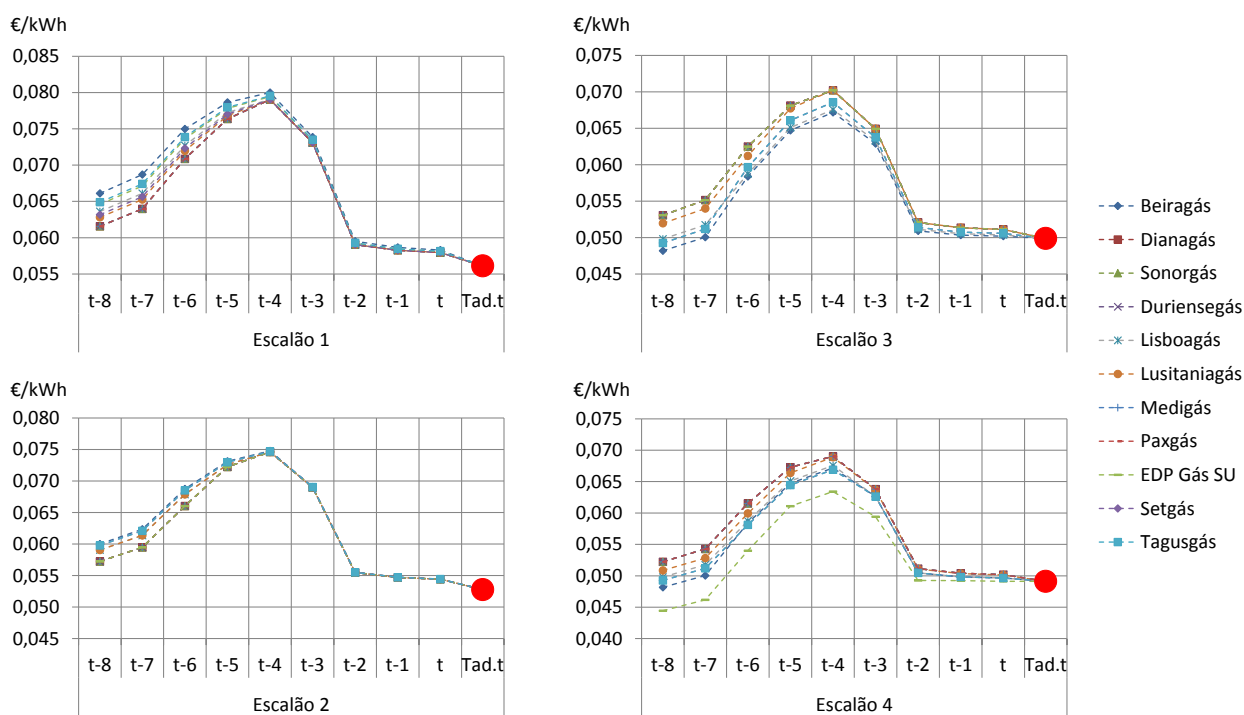 €/kWh
0,085
0,080
0,075
0,070
0,065
0,060
0,055
t-8 t-7 t-6 t-5 t-4 t-3 t-2 t-1 t Tad.t
Escalão 1
€/kWh
0,075
0,070
0,065
0,060
0,055
0,050
0,045
t-8 t-7 t-6 t-5 t-4 t-3 t-2 t-1 t Tad.t
Escalão 3
€/kWh
0,080
0,075
0,070
0,065
0,060
0,055
0,050
0,045
t-8 t-7 t-6 t-5 t-4 t-3 t-2 t-1 t Tad.t
Escalão 2
€/kWh
0,075
0,070
0,065
0,060
0,055
0,050
0,045
0,040
t-8 t-7 t-6 t-5 t-4 t-3 t-2 t-1 t Tad.t
Escalão 4
Beiragás
Dianagás
Sonorgás
Duriensegás
Lisboagás
Lusitaniagás
Medigás
Paxgás
EDP Gás SU
Setgás
Tagusgás